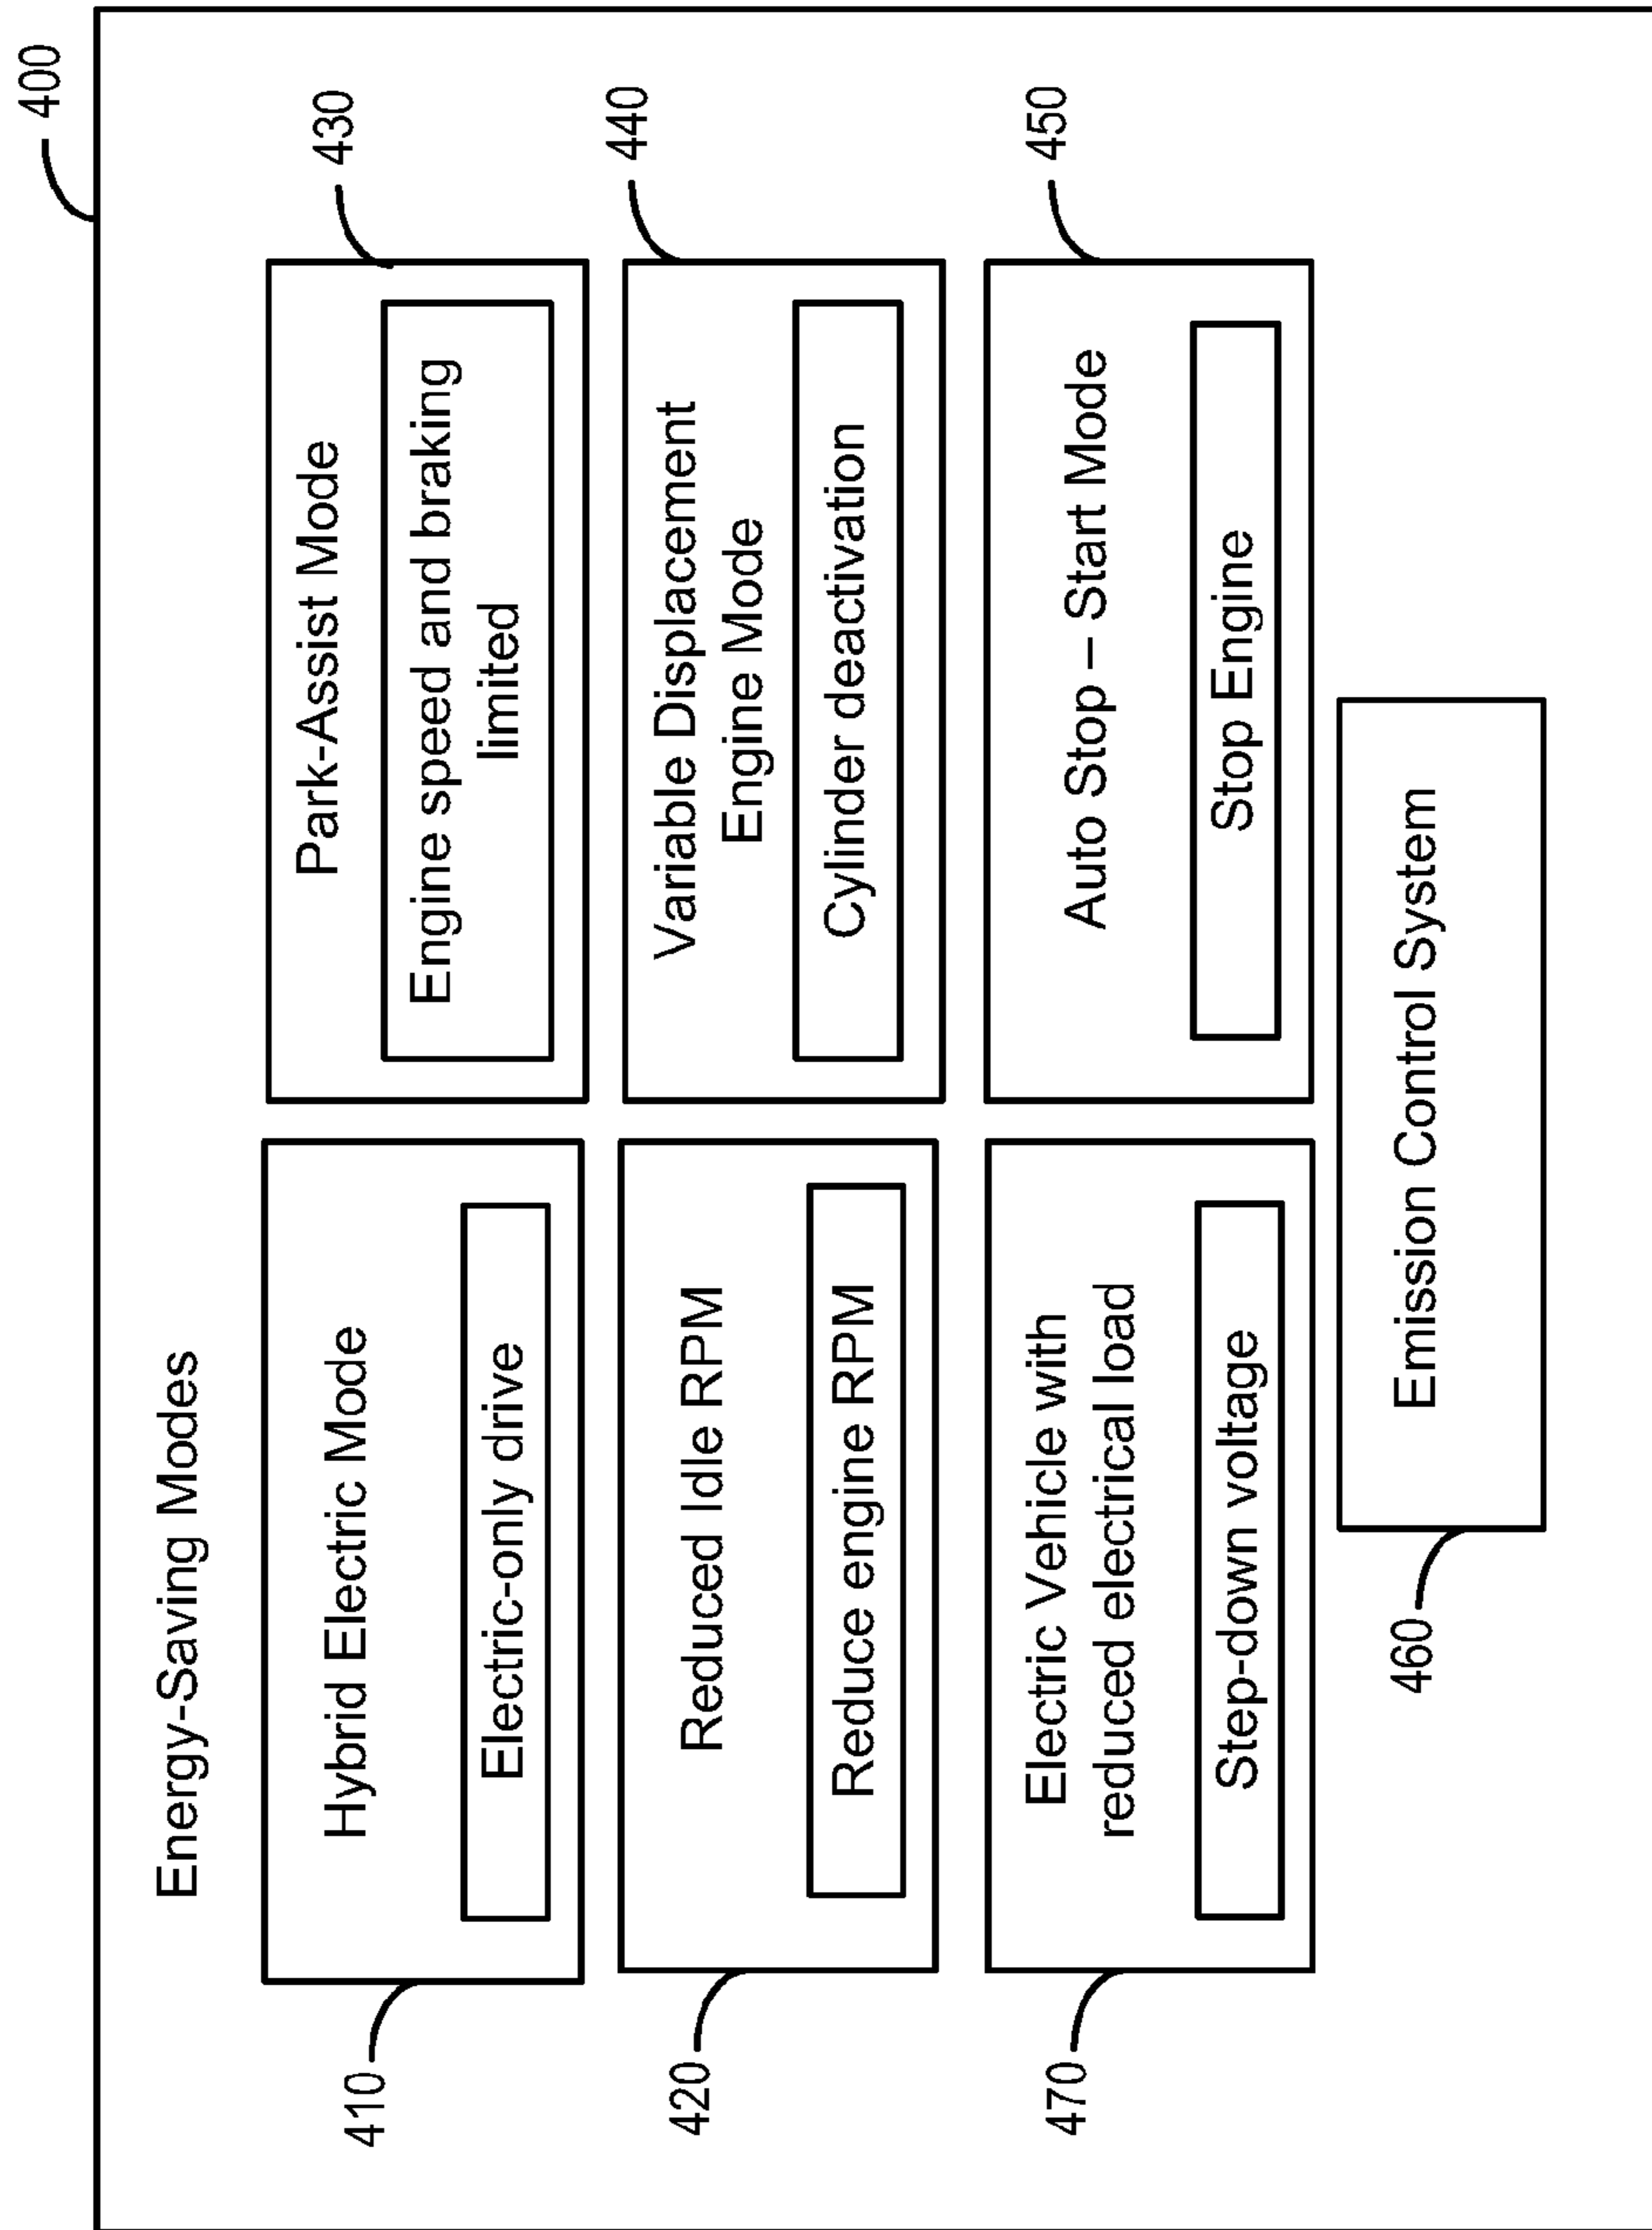 400
Energy-Saving Modes
410
Hybrid Electric Mode
Electric-only drive
430
Park-Assist Mode
Engine speed and braking
limited
420
Reduced Idle RPM
Reduce engine RPM
440
Variable Displacement
Engine Mode
Cylinder deactivation
470
Electric Vehicle with
reduced electrical load
Step-down voltage
450
Auto Stop – Start Mode
Stop Engine
460
Emission Control System